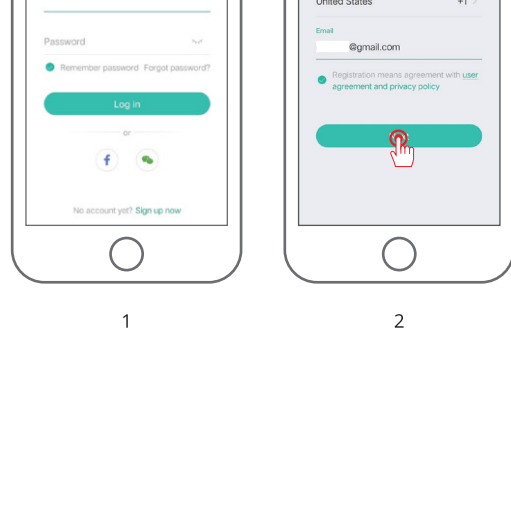 Password
Remember password Forgot password?
Log in
or
No account yet? Sign up now
1
United States +1
Email
@gmail.com
Registration means agreement with user
agreement and privacy policy
2